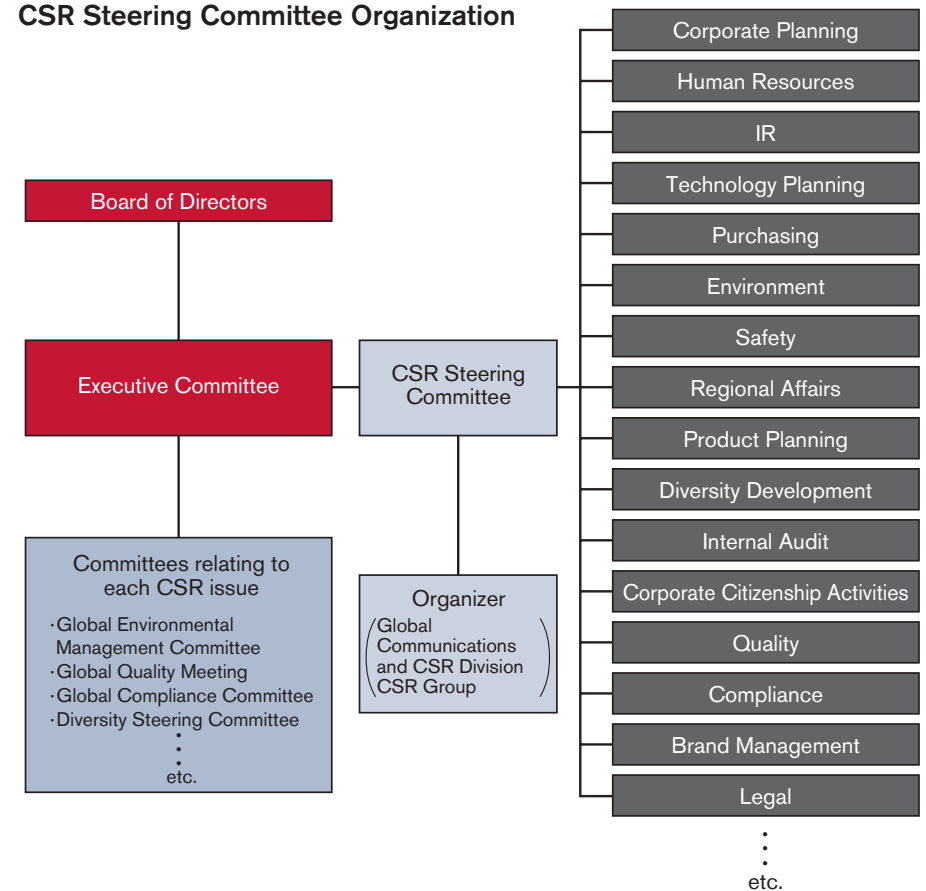 CSR Steering Committee Organization
Board of Directors
Executive Committee
Committees relating to
each CSR issue
·Global Environmental
Management Committee
·Global Quality Meeting
·Global Compliance Committee
·Diversity Steering Committee
·
·
·
etc.
CSR Steering
Committee
Organizer
(Global
Communications
and CSR Division
CSR Group)
Corporate Planning
Human Resources
IR
Technology Planning
Purchasing
Environment
Safety
Regional Affairs
Product Planning
Diversity Development
Internal Audit
Corporate Citizenship Activities
Quality
Compliance
Brand Management
Legal
·
·
·
etc.